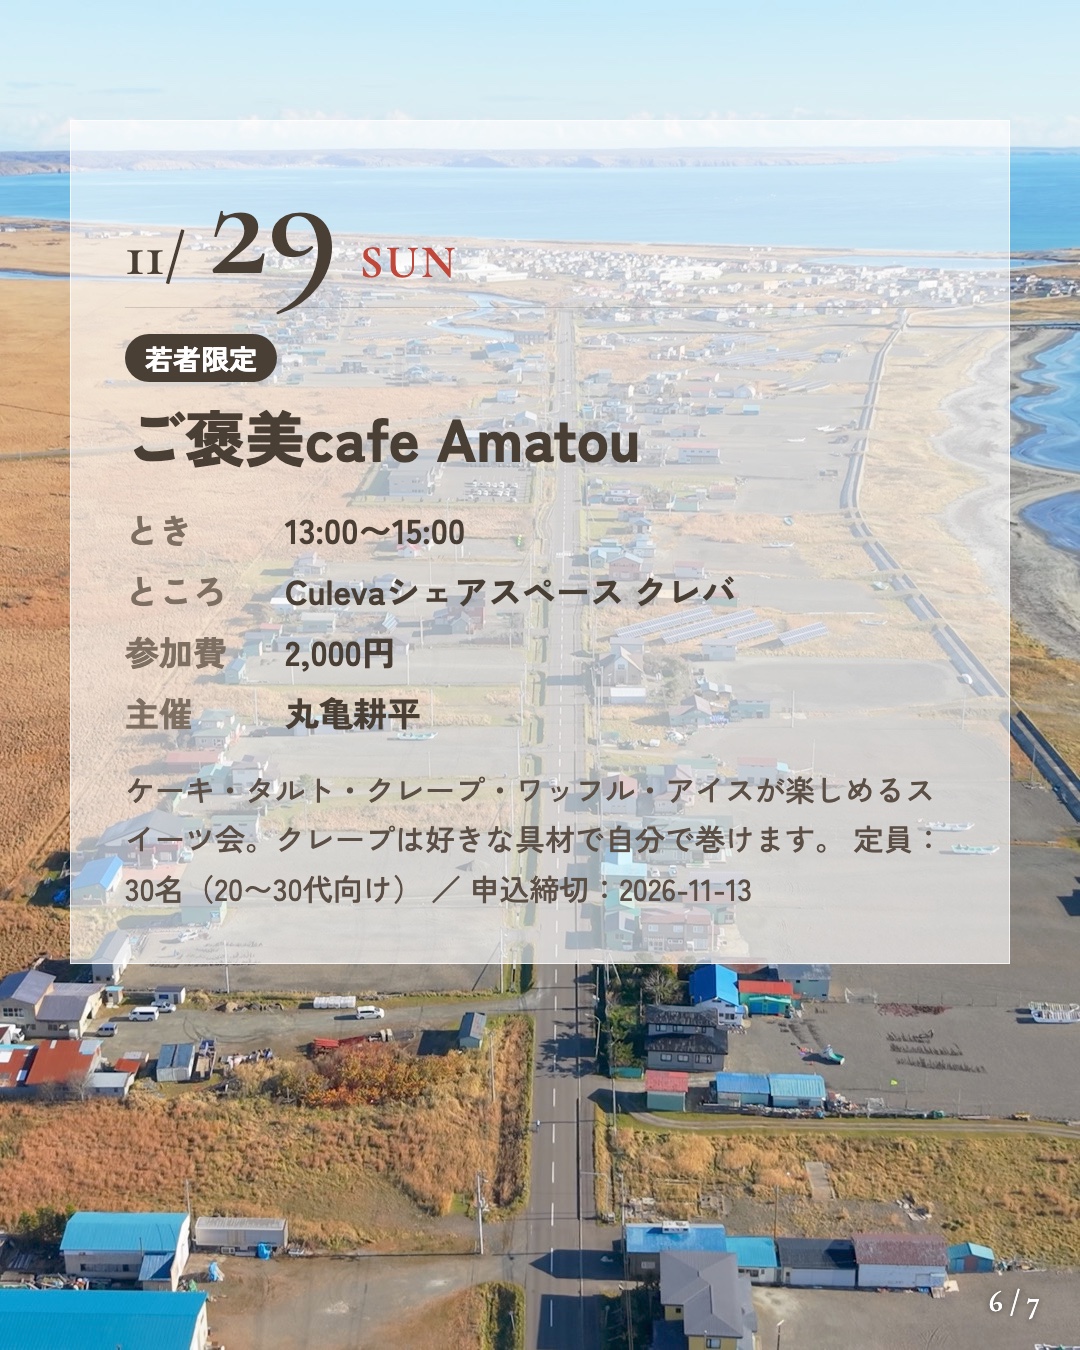 11/ 29 SUN
若者限定
ご褒美cafe Amatou
とき 13:00〜15:00
ところ Culevaシェアスペース クレバ
参加費 2,000円
主催 丸亀耕平
ケーキ・タルト・クレープ・ワッフル・アイスが楽しめるス
イーツ会。クレープは好きな具材で自分で巻けます。 定員：
30名（20〜30代向け） ／ 申込締切：2026-11-13
6 / 7